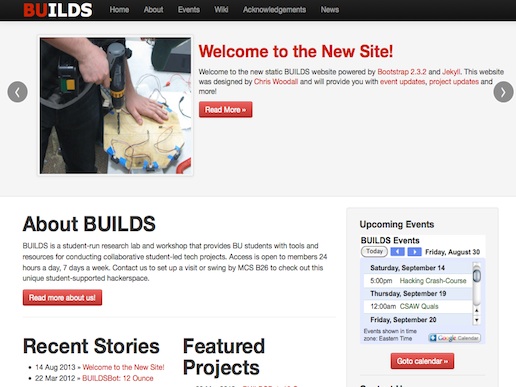 BUILDS
Home About Events Wiki Acknowledgements News
Welcome to the New Site!
Welcome to the new static BUILDS website powered by Bootstrap 2.3.2 and Jekyll. This website
was designed by Chris Woodall and will provide you with event updates, project updates and
more!
Read More »
About BUILDS
BUILDS is a student-run research lab and workshop that provides BU students with tools and
resources for conducting collaborative student-led tech projects. Access is open to members 24
hours a day, 7 days a week. Contact us to set up a visit or swing by MCS B26 to check out this
unique student-supported hackerspace.
Read more about us!
Recent Stories
14 Aug 2013 » Welcome to the New Site!
22 Mar 2012 » BUILDSBot: 12 Ounce
Featured
Projects
Upcoming Events
BUILDS Events
Today Friday, August 30
Saturday, September 14
5:00pm Hacking Crash-Course
Thursday, September 19
12:00am CSAW Quals
Friday, September 20
Events shown in time
zone: Eastern Time
Google Calendar
Goto calendar »